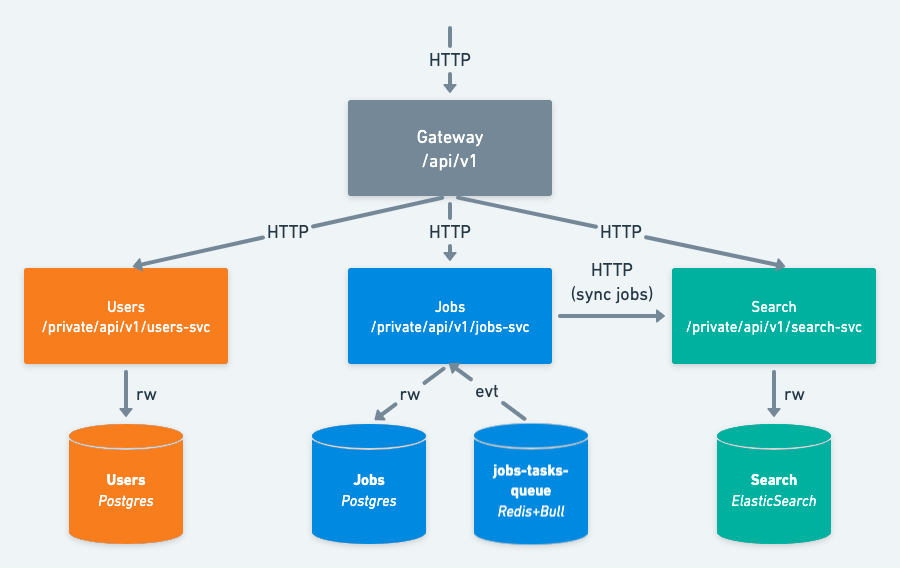 HTTP
Gateway
/api/v1
HTTP
HTTP
HTTP
HTTP
(sync jobs)
Users
/private/api/v1/users-svc
Jobs
/private/api/v1/jobs-svc
Search
/private/api/v1/search-svc
rw
rw
evt
rw
Users
Postgres
Jobs
Postgres
jobs-tasks-
queue
Redis+Bull
Search
ElasticSearch